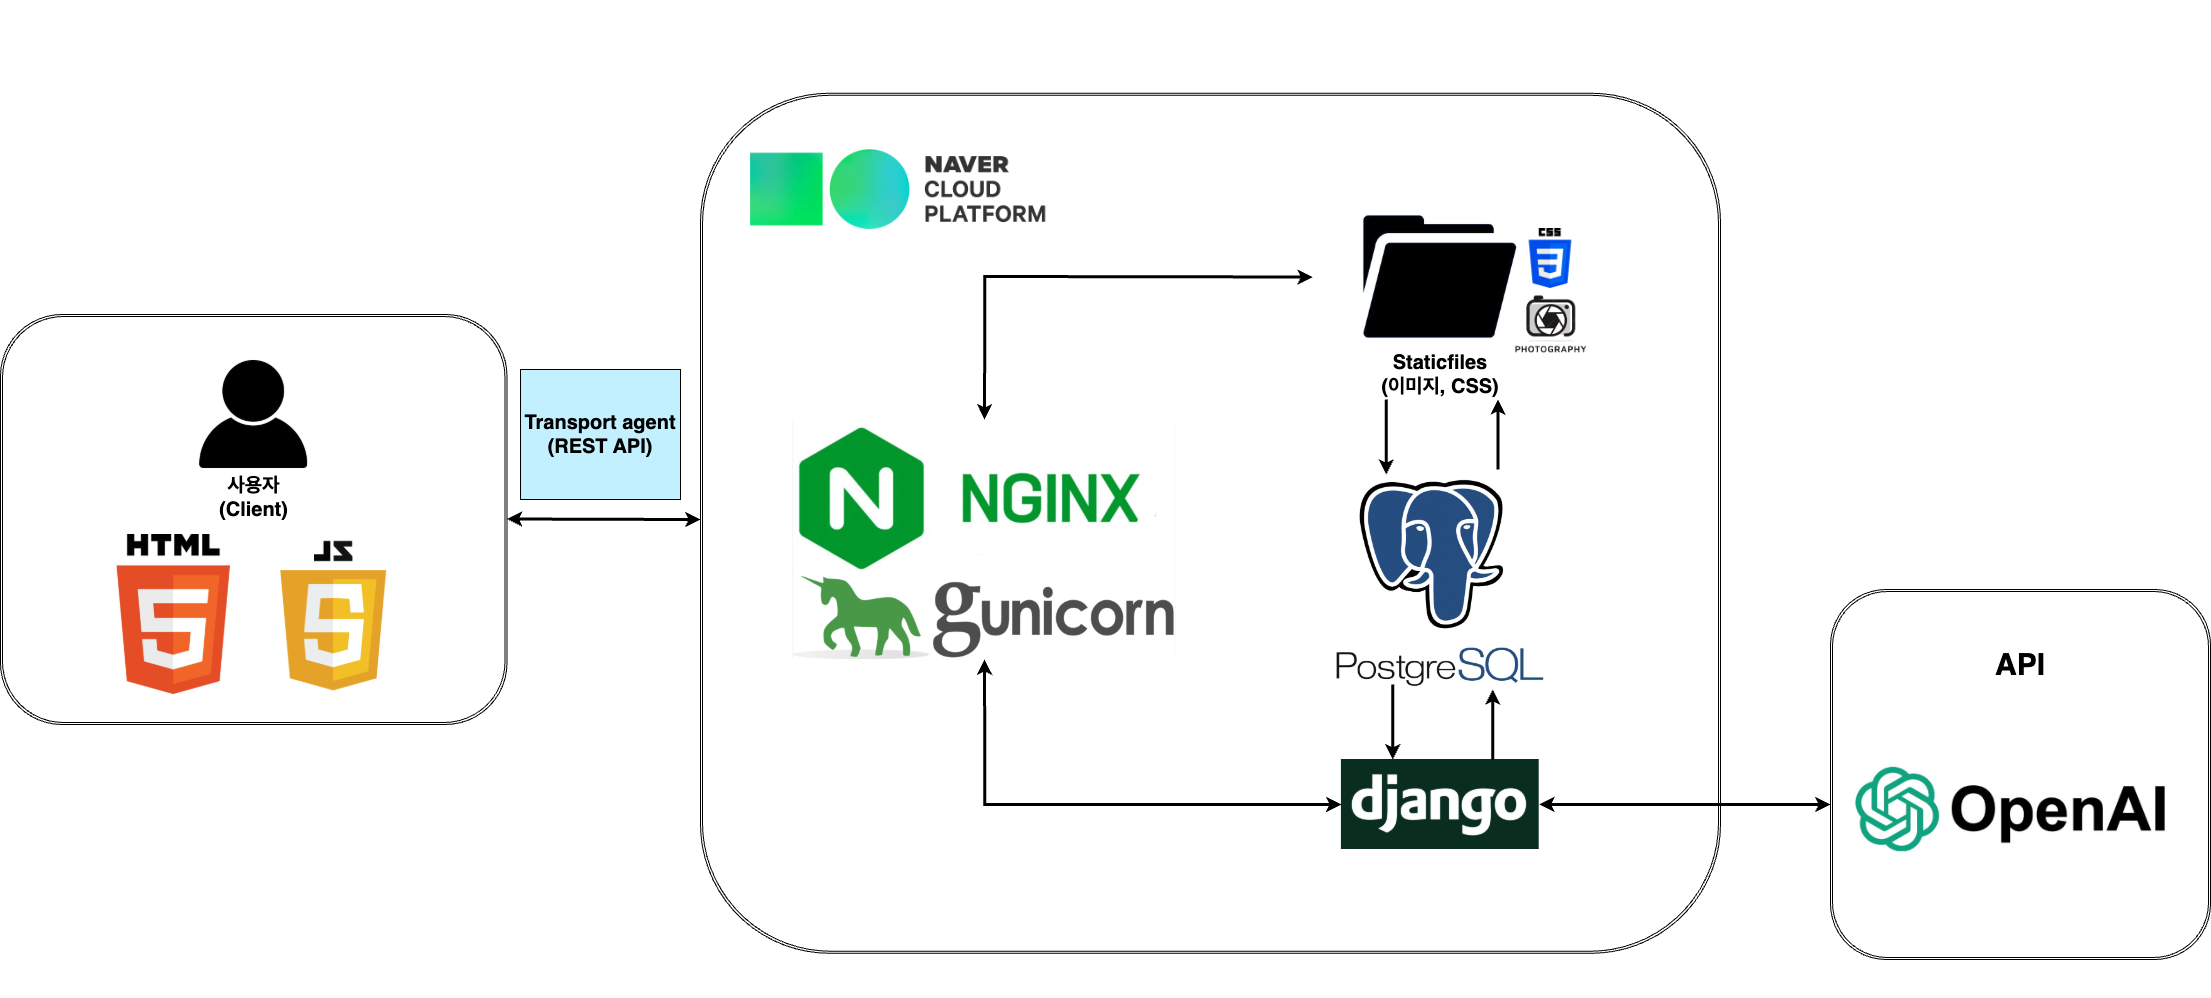 NAVER
CLOUD
PLATFORM
CSS
PHOTOGRAPHY
Staticfiles
(이미지, CSS)
Transport agent
(REST API)
사용자
(Client)
HTML
JS
NGINX
gunicorn
PostgreSQL
django
API
OpenAI